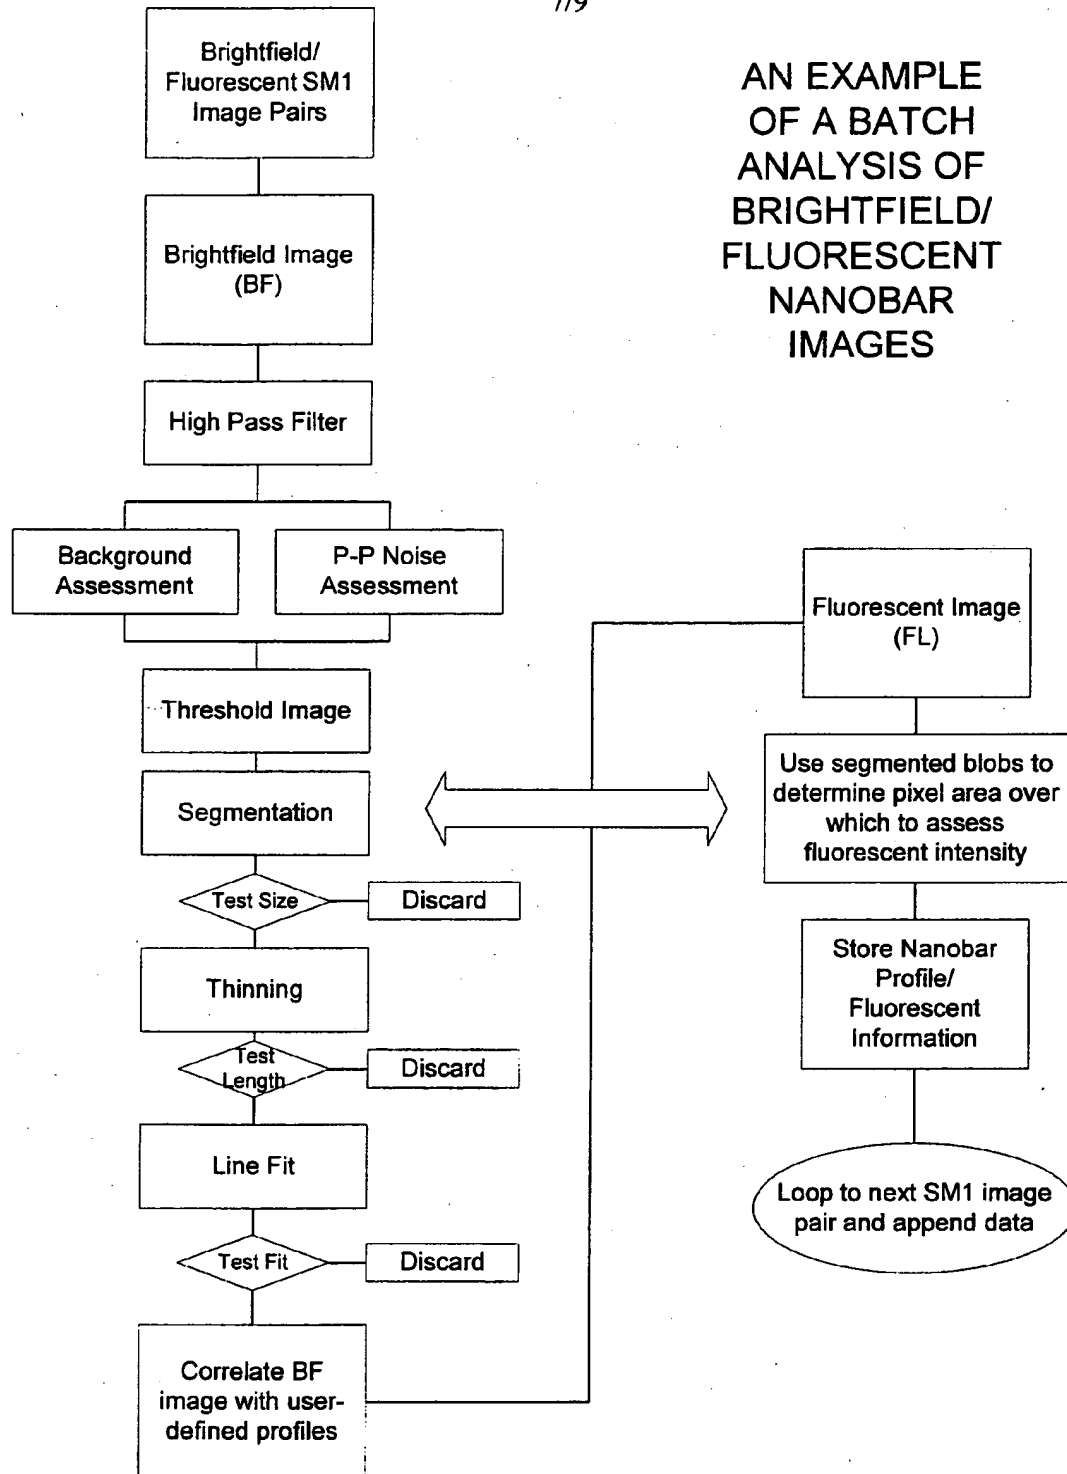 7/9
Brightfield/
Fluorescent SM1
Image Pairs
AN EXAMPLE
OF A BATCH
ANALYSIS OF
BRIGHTFIELD/
FLUORESCENT
NANOBAR
IMAGES
Brightfield Image
(BF)
High Pass Filter
Background
Assessment
P-P Noise
Assessment
Threshold Image
Segmentation
Test Size
Discard
Thinning
Test
Length
Discard
Line Fit
Test Fit
Discard
Correlate BF
image with user-
defined profiles
Fluorescent Image
(FL)
Use segmented blobs to
determine pixel area over
which to assess
fluorescent intensity
Store Nanobar
Profile/
Fluorescent
Information
Loop to next SM1 image
pair and append data